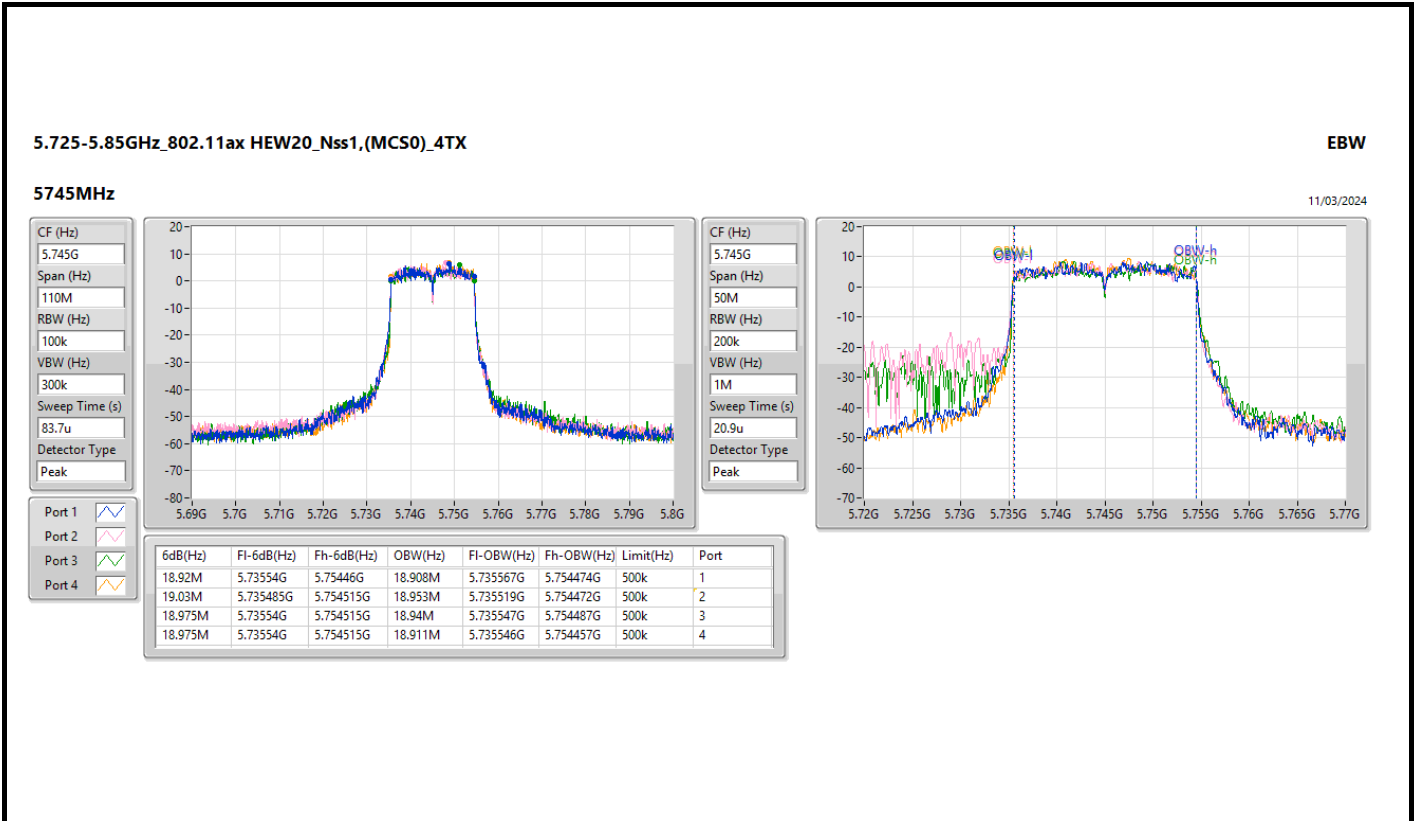 5.725-5.85GHz_802.11ax HEW20_Nss1,(MCS0)_4TX
EBW
5745MHz
11/03/2024
CF (Hz)
5.745G
Span (Hz)
110M
RBW (Hz)
100k
VBW (Hz)
300k
Sweep Time (s)
83.7u
Detector Type
Peak
20
10
0
-10
-20
-30
-40
-50
-60
-70
-80
5.69G 5.7G 5.71G 5.72G 5.73G 5.74G 5.75G 5.76G 5.77G 5.78G 5.79G 5.8G
CF (Hz)
5.745G
Span (Hz)
50M
RBW (Hz)
200k
VBW (Hz)
1M
Sweep Time (s)
20.9u
Detector Type
Peak
20
10
0
-10
-20
-30
-40
-50
-60
-70
OBW-l
OBW-h
OBW-h
5.72G 5.725G 5.73G 5.735G 5.74G 5.745G 5.75G 5.755G 5.76G 5.765G 5.77G
Port 1
Port 2
Port 3
Port 4
6dB(Hz) Fl-6dB(Hz) Fh-6dB(Hz) OBW(Hz) Fl-OBW(Hz) Fh-OBW(Hz) Limit(Hz) Port
18.92M 5.73554G 5.75446G 18.908M 5.735567G 5.754474G 500k 1
19.03M 5.735485G 5.754515G 18.953M 5.735519G 5.754472G 500k 2
18.975M 5.73554G 5.754515G 18.94M 5.735547G 5.754487G 500k 3
18.975M 5.73554G 5.754515G 18.911M 5.735546G 5.754457G 500k 4